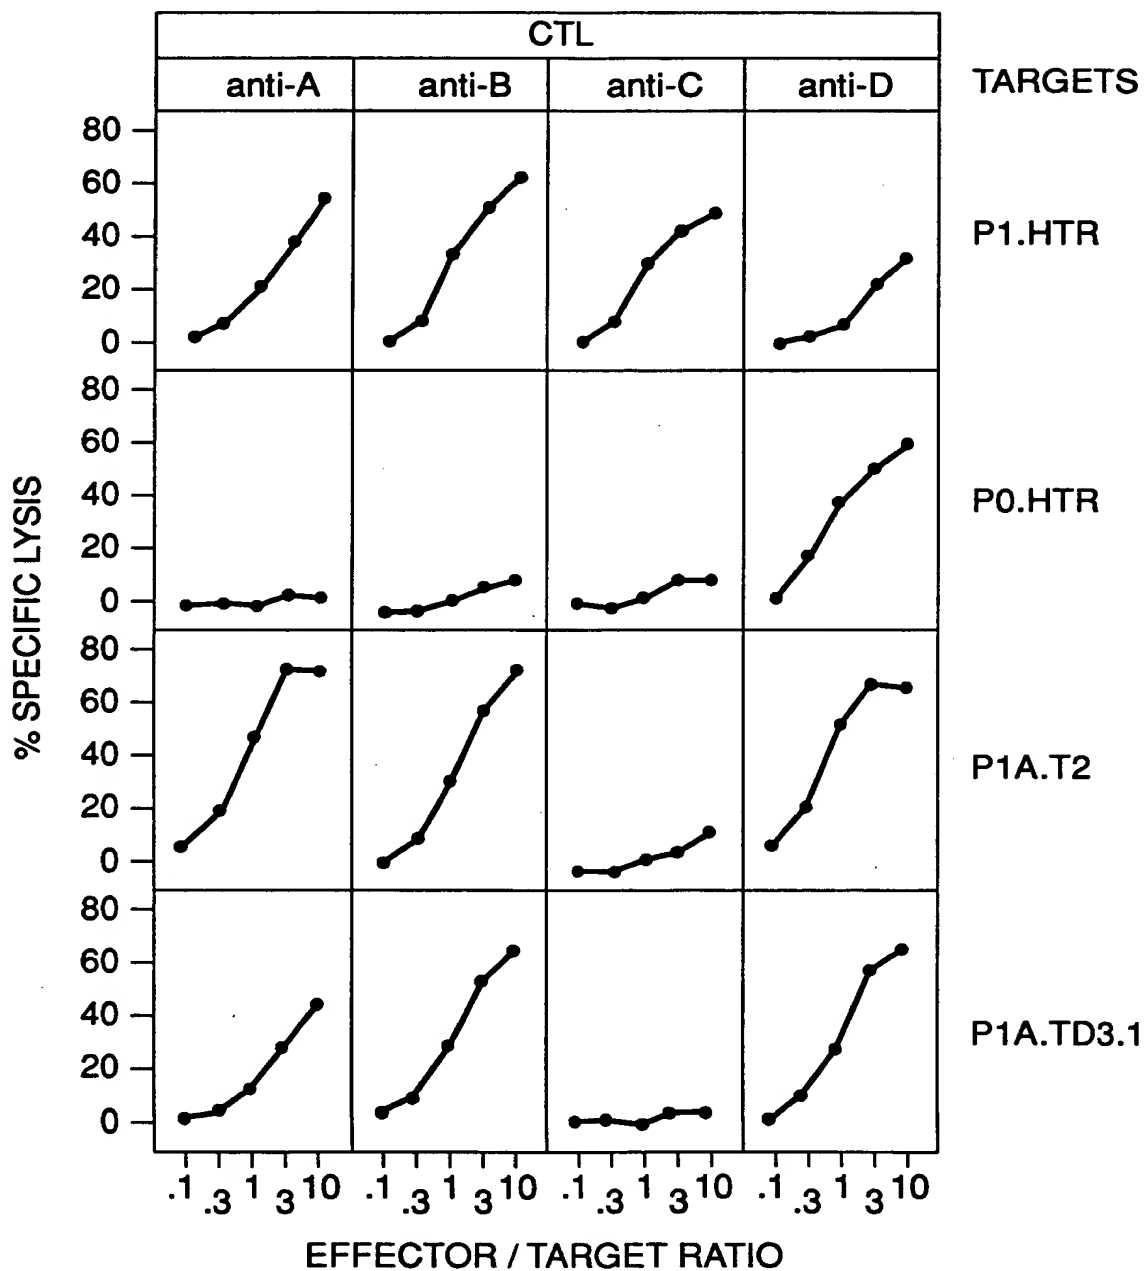 CTL
anti-A anti-B anti-C anti-D TARGETS
80
60
40
20
0
P1.HTR
80
60
40
20
0
P0.HTR
% SPECIFIC LYSIS
80
60
40
20
0
P1A.T2
80
60
40
20
0
P1A.TD3.1
.1 .3 1 3 10 .1 .3 1 3 10 .1 .3 1 3 10 .1 .3 1 3 10
EFFECTOR / TARGET RATIO